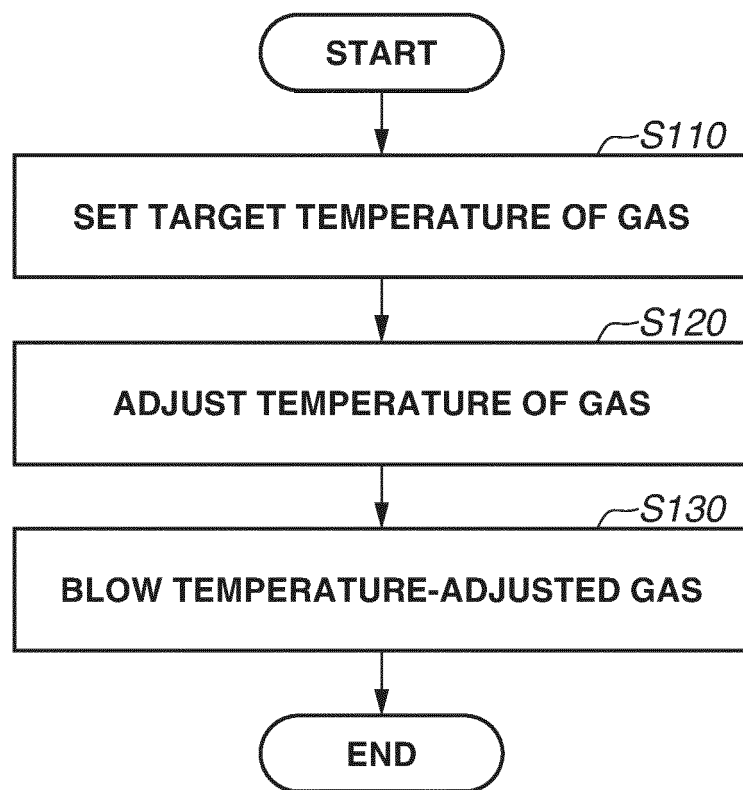 START
S110
SET TARGET TEMPERATURE OF GAS
S120
ADJUST TEMPERATURE OF GAS
S130
BLOW TEMPERATURE-ADJUSTED GAS
END